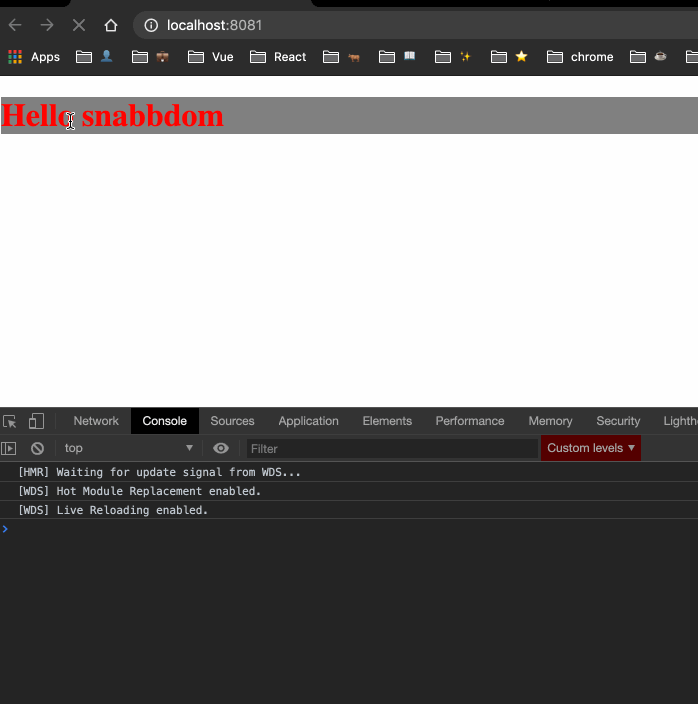 localhost:8081
Apps Vue React chrome
Hello snabbdom
Network Console Sources Application Elements Performance Memory Security Lighth
top Filter Custom levels
[HMR] Waiting for update signal from WDS...
[WDS] Hot Module Replacement enabled.
[WDS] Live Reloading enabled.